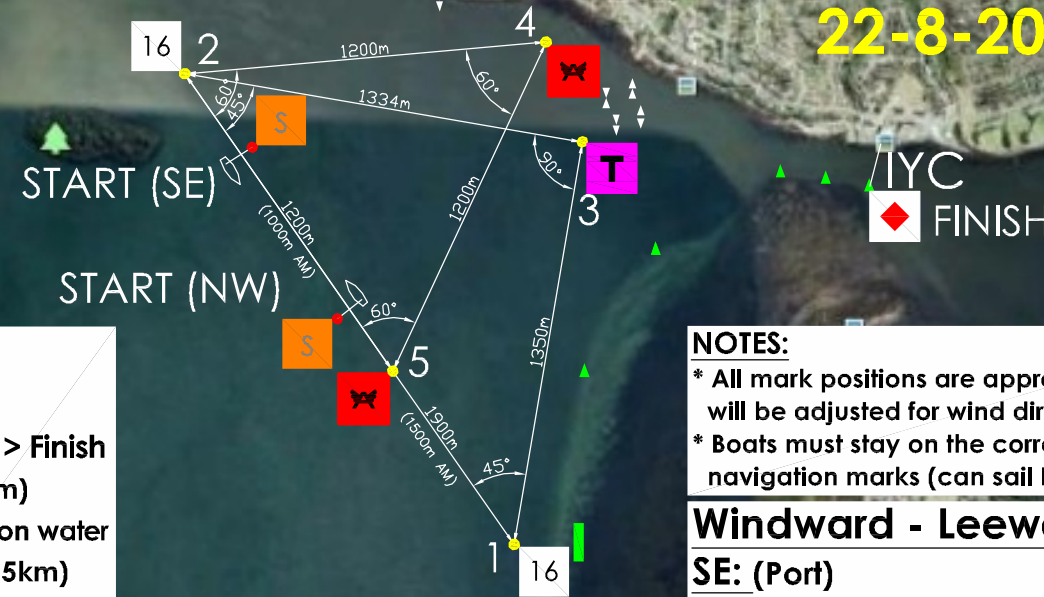 22-8-20
16 2
4
1200m
60°
60°
45°
1334m
S
T
90°
3
START (SE)
1200m
(1000m AM)
1200m
IYC
FINISH
START (NW)
S
60°
5
1350m
1900m
(1500m AM)
45°
1
16
> Finish
m)
on water
5km)
NOTES:
* All mark positions are appro
will be adjusted for wind dir
* Boats must stay on the corre
navigation marks (can sail
Windward - Leewa
SE: (Port)